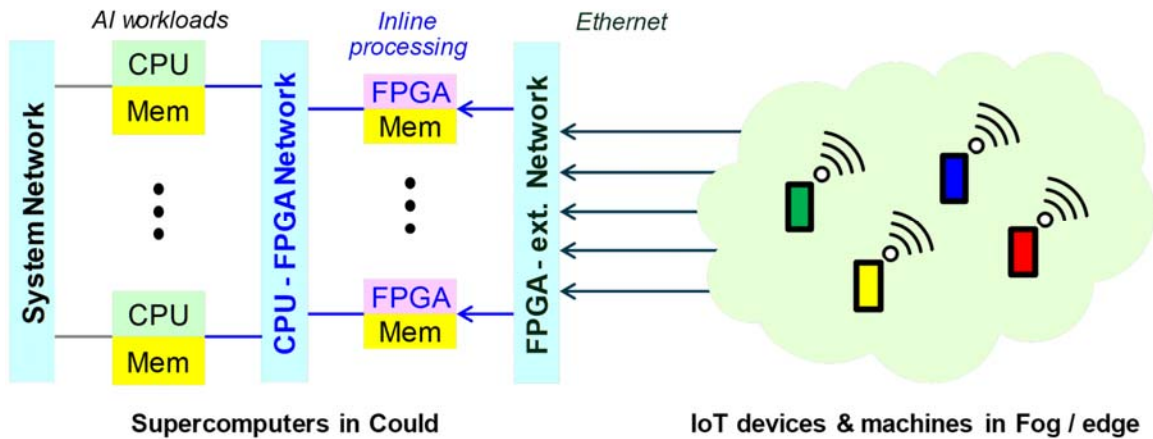 AI workloads
Inline
processing
Ethernet
System Network
CPU
Mem
CPU
Mem
CPU - FPGA Network
FPGA
Mem
FPGA
Mem
FPGA - ext. Network
Supercomputers in Could
IoT devices & machines in Fog / edge